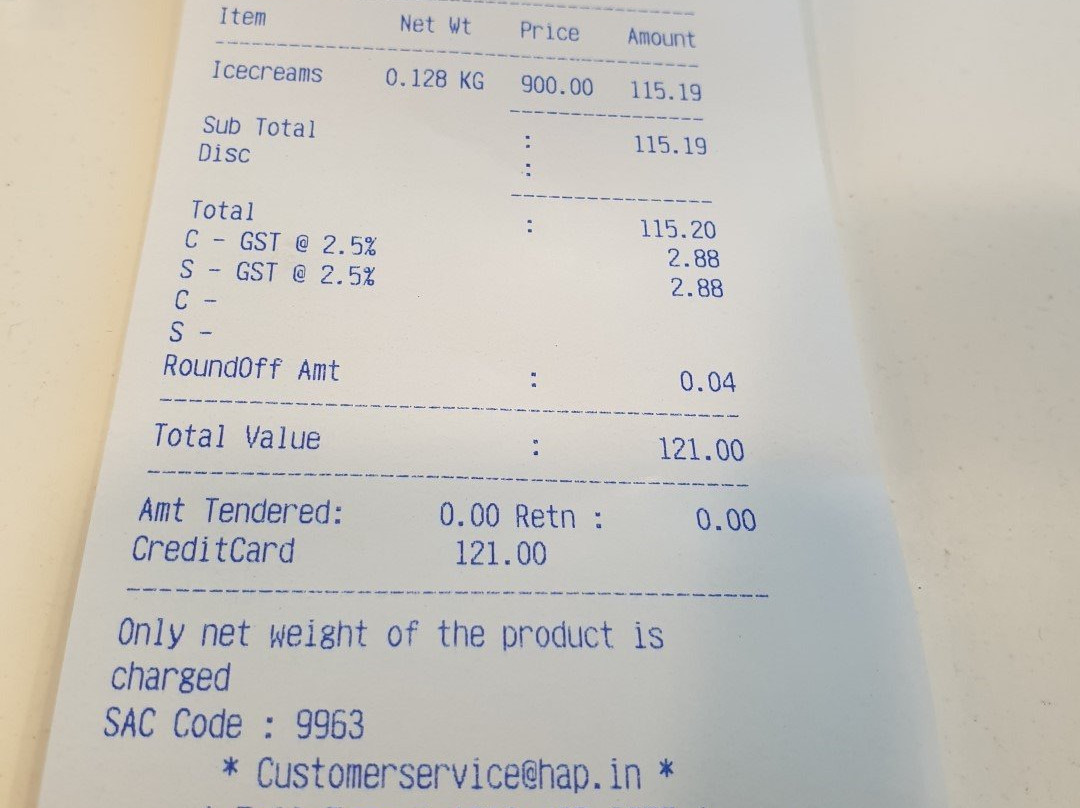 Item Net Wt Price Amount
Icecreams 0.128 KG 900.00 115.19
Sub Total : 115.19
Disc :
Total : 115.20
C - GST @ 2.5% 2.88
S - GST @ 2.5% 2.88
C -
S -
RoundOff Amt : 0.04
Total Value : 121.00
Amt Tendered: 0.00 Retn : 0.00
CreditCard 121.00
Only net weight of the product is
charged
SAC Code : 9963
* Customerservice@hap.in *